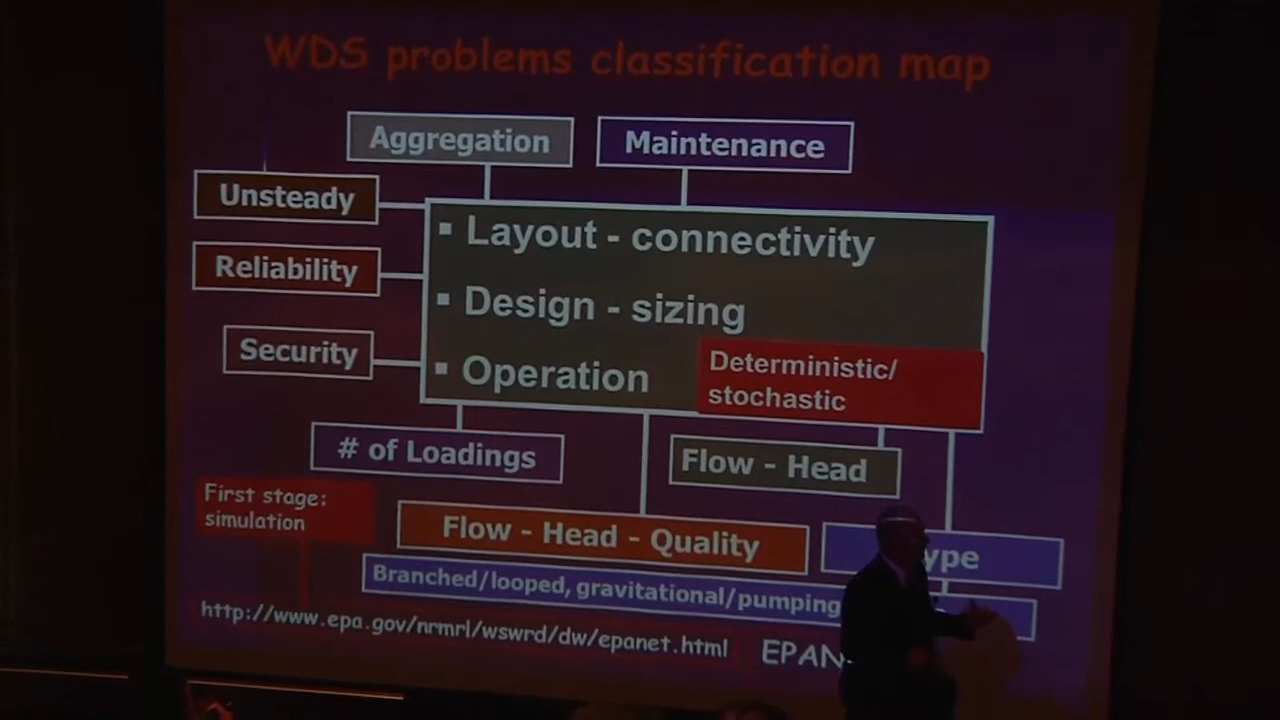 WDS problems classification map
Aggregation
Maintenance
Unsteady
▪ Layout - connectivity
Reliability
▪ Design - sizing
Security
▪ Operation
Deterministic/
stochastic
# of Loadings
Flow - Head
First stage:
simulation
Flow - Head - Quality
Branched/looped, gravitational/pumping
http://www.epa.gov/nrmrl/wswrd/dw/epanet.html